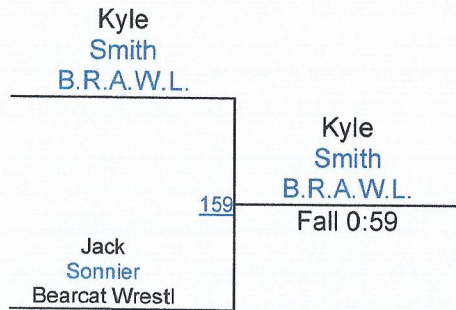 Kyle
Smith
B.R.A.W.L.
Kyle
Smith
B.R.A.W.L.
159
Fall 0:59
Jack
Sonnier
Bearcat Wrestl